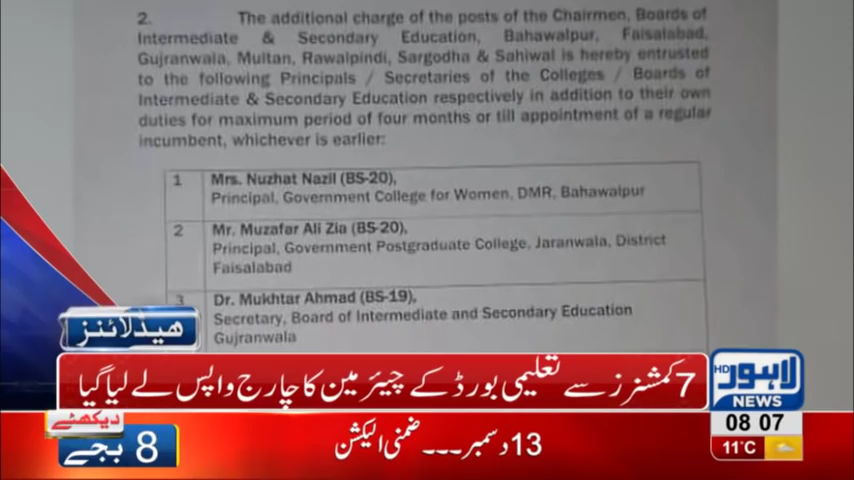 2. The additional charge of the posts of the Chairmen, Boards of
Intermediate & Secondary Education, Bahawalpur, Faisalabad,
Gujranwala, Multan, Rawalpindi, Sargodha & Sahiwal is hereby entrusted
to the following Principals / Secretaries of the Colleges / Boards of
Intermediate & Secondary Education respectively in addition to their own
duties for maximum period of four months or till appointment of a regular
incumbent, whichever is earlier:
1 Mrs. Nuzhat Nazli (BS-20),
Principal, Government College for Women, DMR, Bahawalpur
2 Mr. Muzafar Ali Zia (BS-20),
Principal, Government Postgraduate College, Jaranwala, District
Faisalabad
3 Dr. Mukhtar Ahmad (BS-19),
Secretary, Board of Intermediate and Secondary Education
Gujranwala
ہیڈلائنز
7 کمشنرز سے تعلیمی بورڈ کے چیئرمین کا چارج واپس لے لیا گیا
HD لاہور
NEWS
دیکھئے
8 بجے
13 دسمبر۔۔۔ ضمنی الیکشن
08 07
11°C